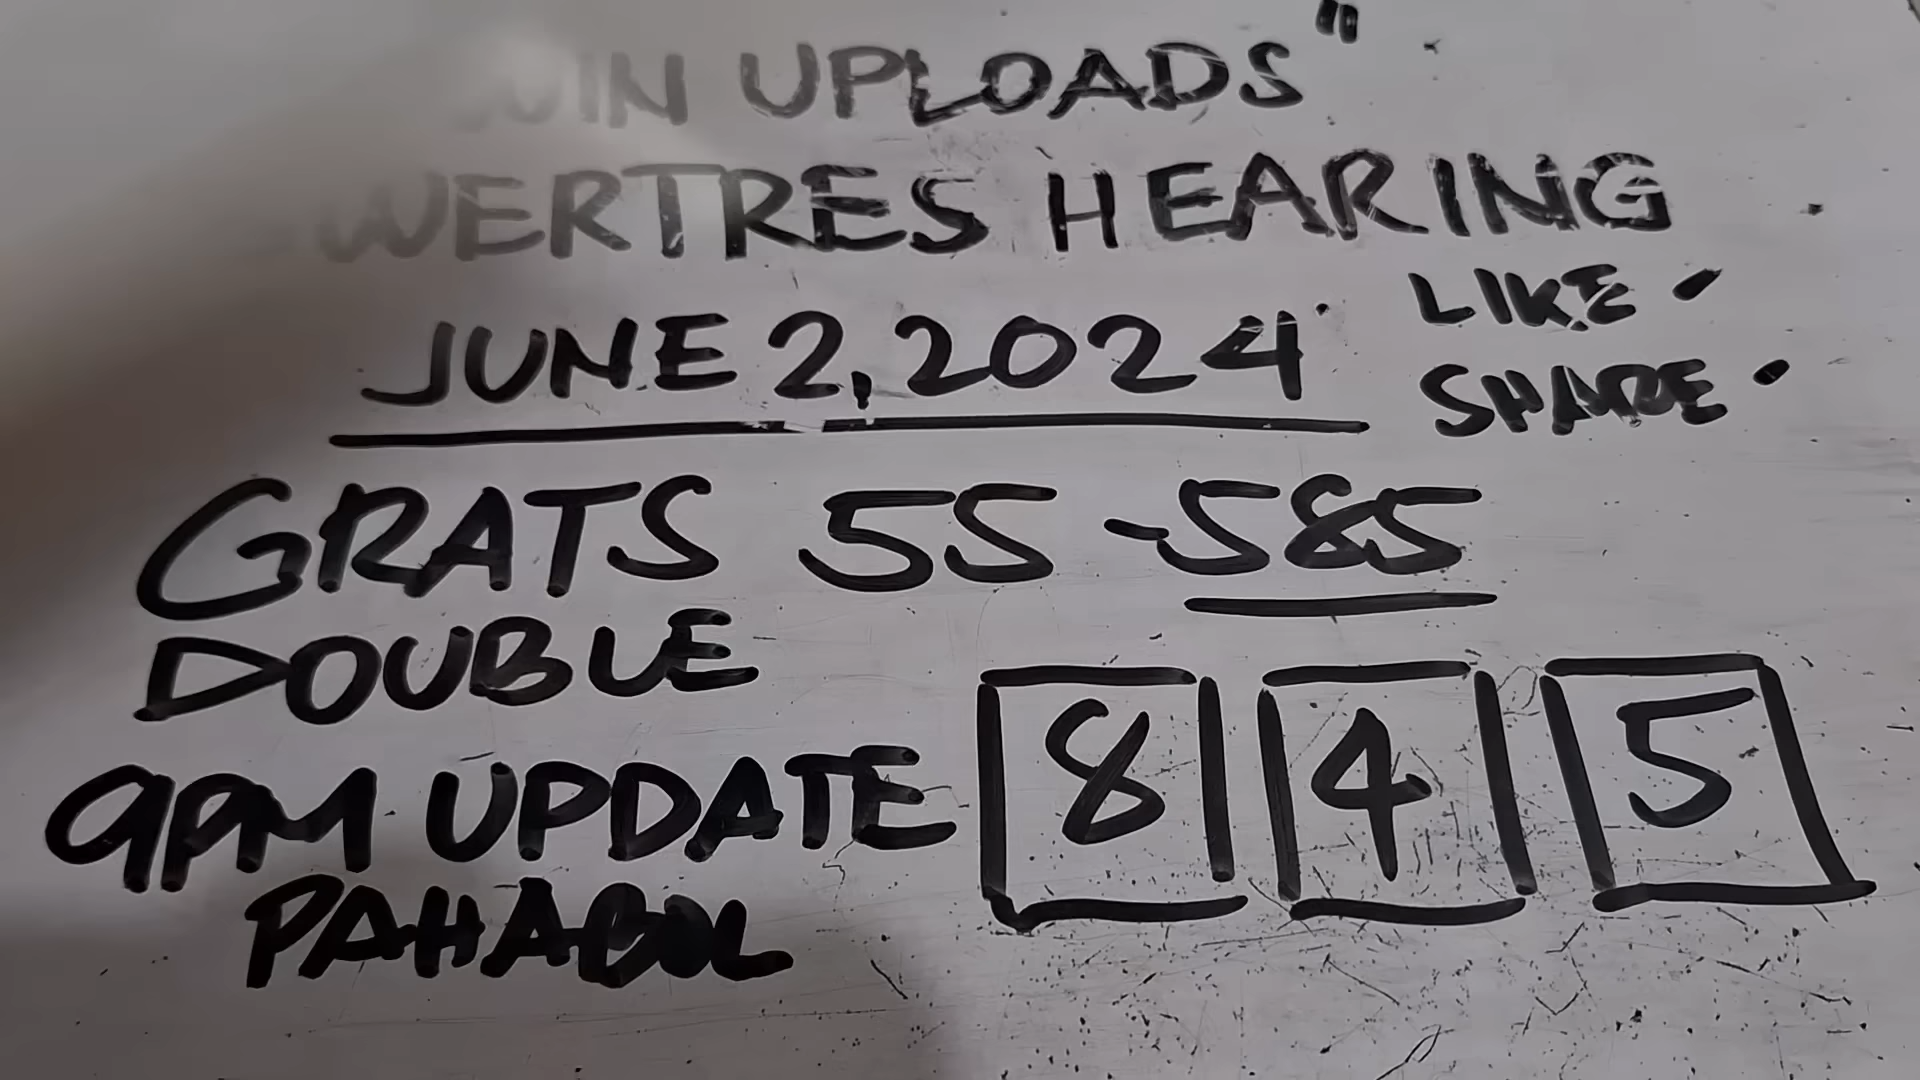 UPLOADS"
WERTRES HEARING
LIKE
JUNE 2, 2024
SHARE
GRATS 55-585
DOUBLE
8 4 5
9PM UPDATE
PAHABOL